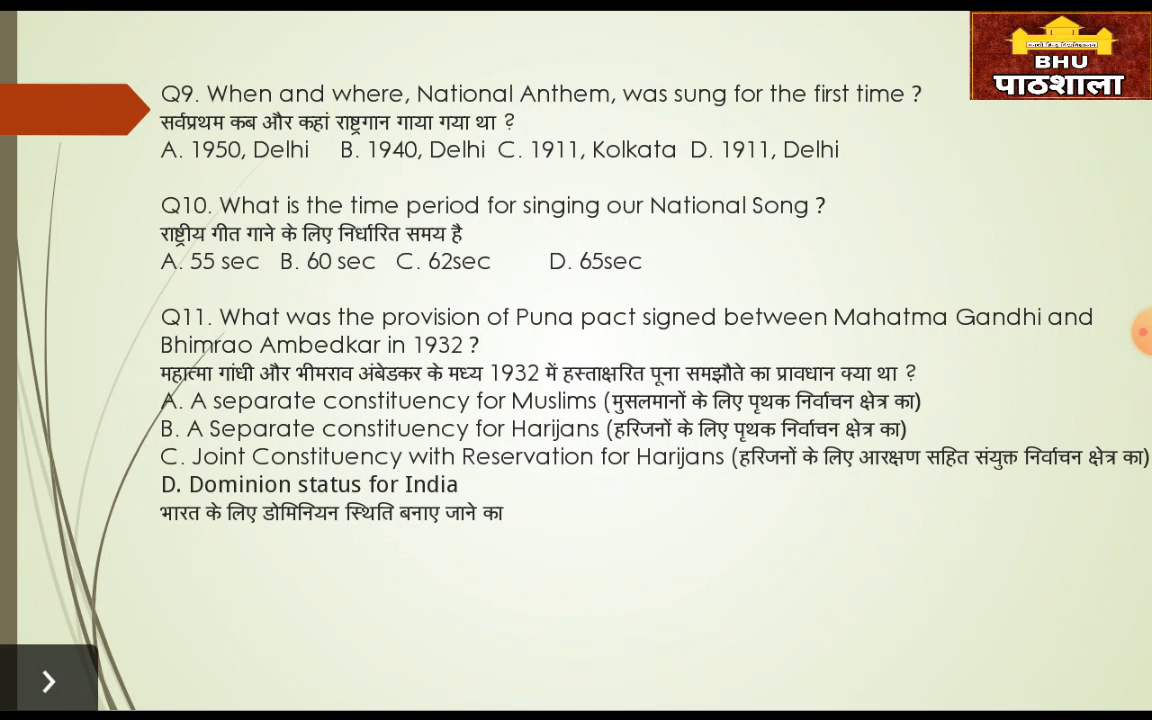 BHU
पाठशाला
Q9. When and where, National Anthem, was sung for the first time ?
सर्वप्रथम कब और कहां राष्ट्रगान गाया गया था ?
A. 1950, Delhi B. 1940, Delhi C. 1911, Kolkata D. 1911, Delhi
Q10. What is the time period for singing our National Song ?
राष्ट्रीय गीत गाने के लिए निर्धारित समय है
A. 55 sec B. 60 sec C. 62sec D. 65sec
Q11. What was the provision of Puna pact signed between Mahatma Gandhi and
Bhimrao Ambedkar in 1932 ?
महात्मा गांधी और भीमराव अंबेडकर के मध्य 1932 में हस्ताक्षरित पूना समझौते का प्रावधान क्या था ?
A. A separate constituency for Muslims (मुसलमानों के लिए पृथक निर्वाचन क्षेत्र का)
B. A Separate constituency for Harijans (हरिजनों के लिए पृथक निर्वाचन क्षेत्र का)
C. Joint Constituency with Reservation for Harijans (हरिजनों के लिए आरक्षण सहित संयुक्त निर्वाचन क्षेत्र का)
D. Dominion status for India
भारत के लिए डोमिनियन स्थिति बनाए जाने का